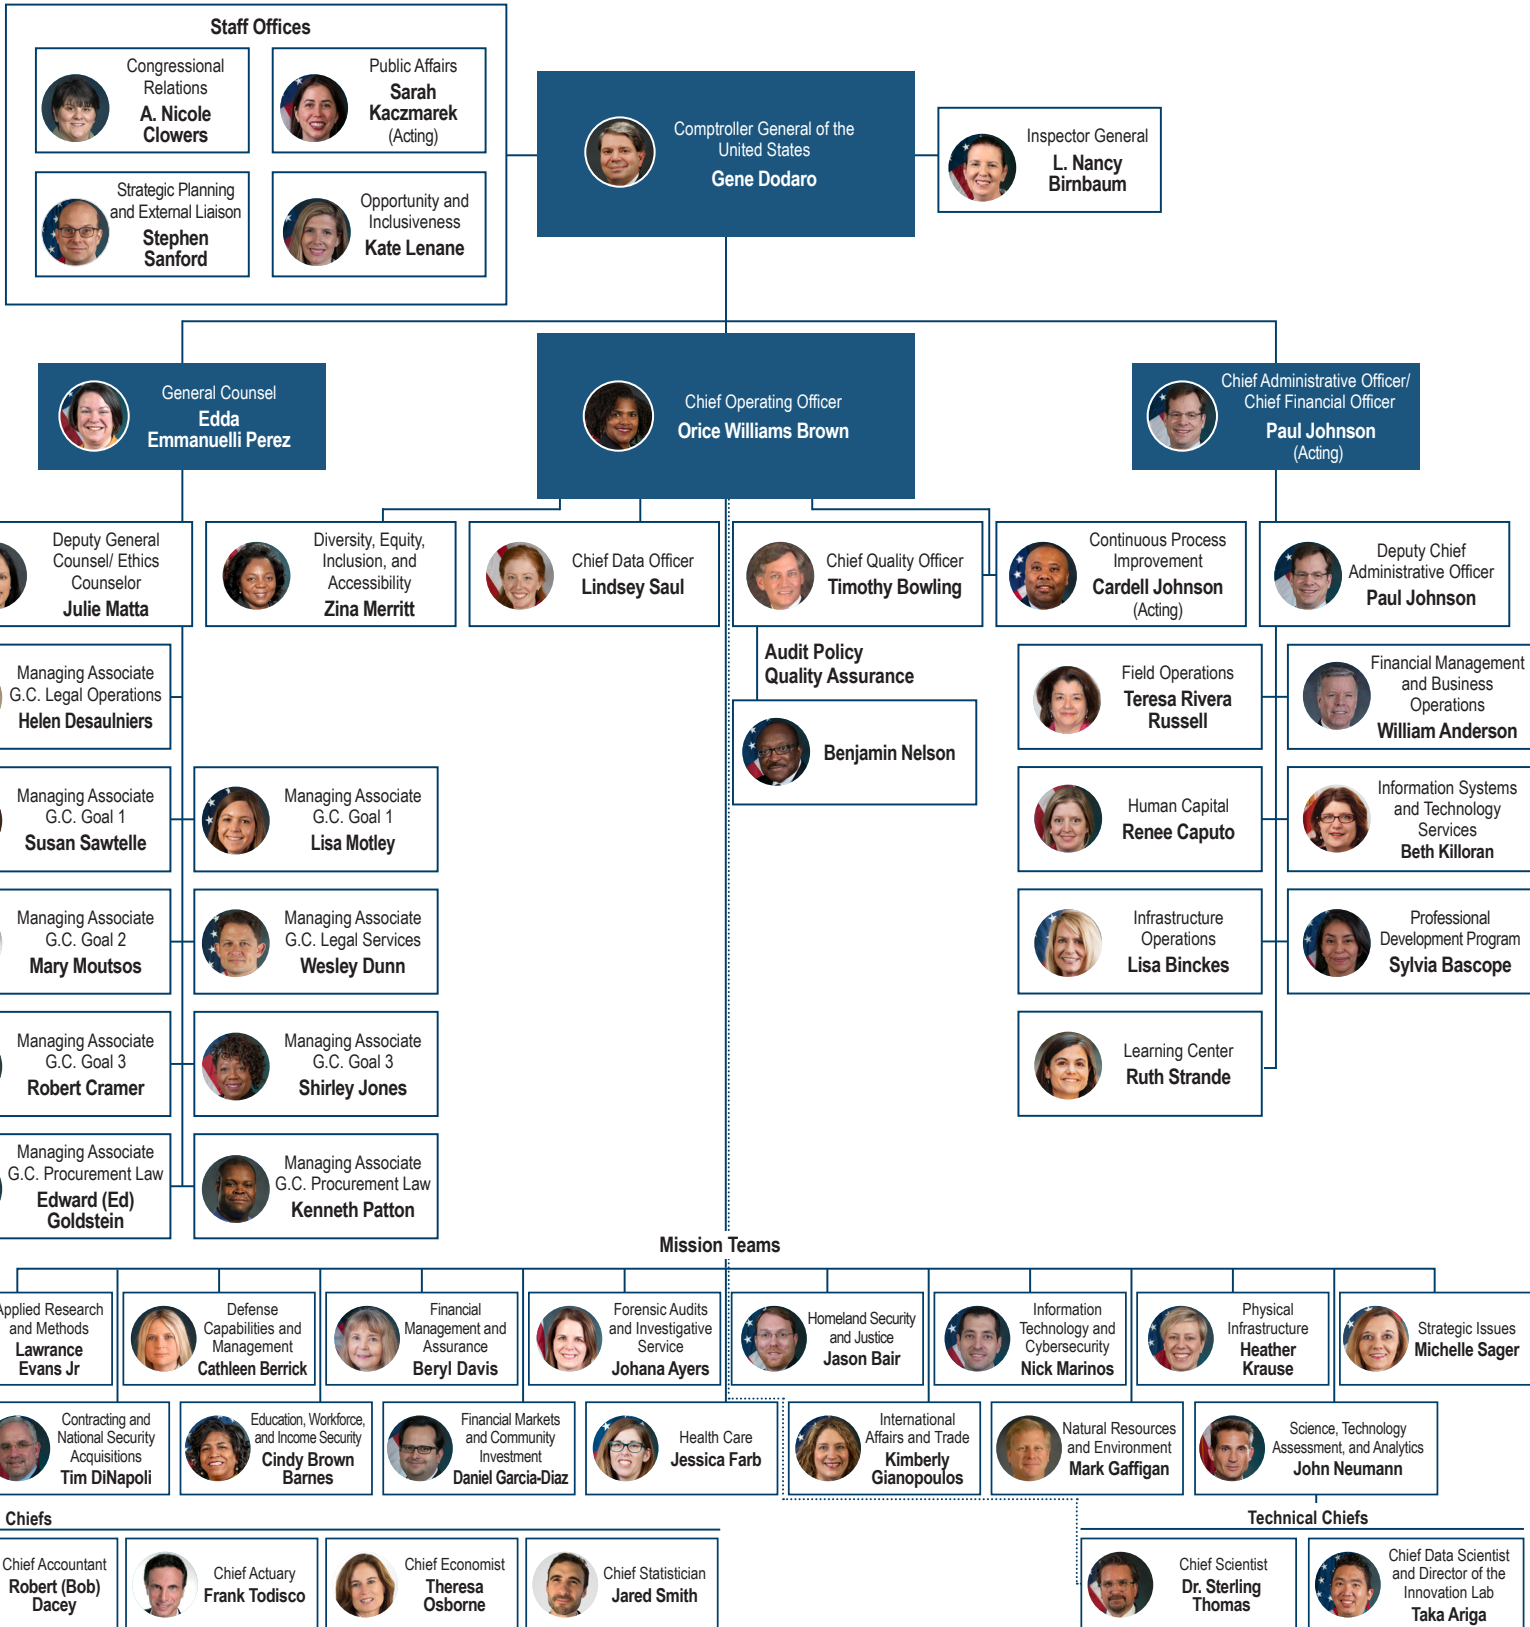 Staff Offices
Congressional
Relations
A. Nicole
Clowers
Public Affairs
Sarah
Kaczmarek
(Acting)
Strategic Planning
and External Liaison
Stephen
Sanford
Opportunity and
Inclusiveness
Kate Lenane
Comptroller General of the
United States
Gene Dodaro
Inspector General
L. Nancy
Birnbaum
General Counsel
Edda
Emmanuelli Perez
Chief Operating Officer
Orice Williams Brown
Chief Administrative Officer/
Chief Financial Officer
Paul Johnson
(Acting)
Deputy General
Counsel/ Ethics
Counselor
Julie Matta
Diversity, Equity,
Inclusion, and
Accessibility
Zina Merritt
Chief Data Officer
Lindsey Saul
Chief Quality Officer
Timothy Bowling
Continuous Process
Improvement
Cardell Johnson
(Acting)
Deputy Chief
Administrative Officer
Paul Johnson
Managing Associate
G.C. Legal Operations
Helen Desaulniers
Audit Policy
Quality Assurance
Benjamin Nelson
Field Operations
Teresa Rivera
Russell
Financial Management
and Business
Operations
William Anderson
Managing Associate
G.C. Goal 1
Susan Sawtelle
Managing Associate
G.C. Goal 1
Lisa Motley
Human Capital
Renee Caputo
Information Systems
and Technology
Services
Beth Killoran
Managing Associate
G.C. Goal 2
Mary Moutsos
Managing Associate
G.C. Legal Services
Wesley Dunn
Infrastructure
Operations
Lisa Binckes
Professional
Development Program
Sylvia Bascope
Managing Associate
G.C. Goal 3
Robert Cramer
Managing Associate
G.C. Goal 3
Shirley Jones
Learning Center
Ruth Strande
Managing Associate
G.C. Procurement Law
Edward (Ed)
Goldstein
Managing Associate
G.C. Procurement Law
Kenneth Patton
Mission Teams
Applied Research
and Methods
Lawrance
Evans Jr
Defense
Capabilities and
Management
Cathleen Berrick
Financial
Management and
Assurance
Beryl Davis
Forensic Audits
and Investigative
Service
Johana Ayers
Homeland Security
and Justice
Jason Bair
Information
Technology and
Cybersecurity
Nick Marinos
Physical
Infrastructure
Heather
Krause
Strategic Issues
Michelle Sager
Contracting and
National Security
Acquisitions
Tim DiNapoli
Education, Workforce,
and Income Security
Cindy Brown
Barnes
Financial Markets
and Community
Investment
Daniel Garcia-Diaz
Health Care
Jessica Farb
International
Affairs and Trade
Kimberly
Gianopoulos
Natural Resources
and Environment
Mark Gaffigan
Science, Technology
Assessment, and Analytics
John Neumann
Chiefs
Chief Accountant
Robert (Bob)
Dacey
Chief Actuary
Frank Todisco
Chief Economist
Theresa
Osborne
Chief Statistician
Jared Smith
Technical Chiefs
Chief Scientist
Dr. Sterling
Thomas
Chief Data Scientist
and Director of the
Innovation Lab
Taka Ariga